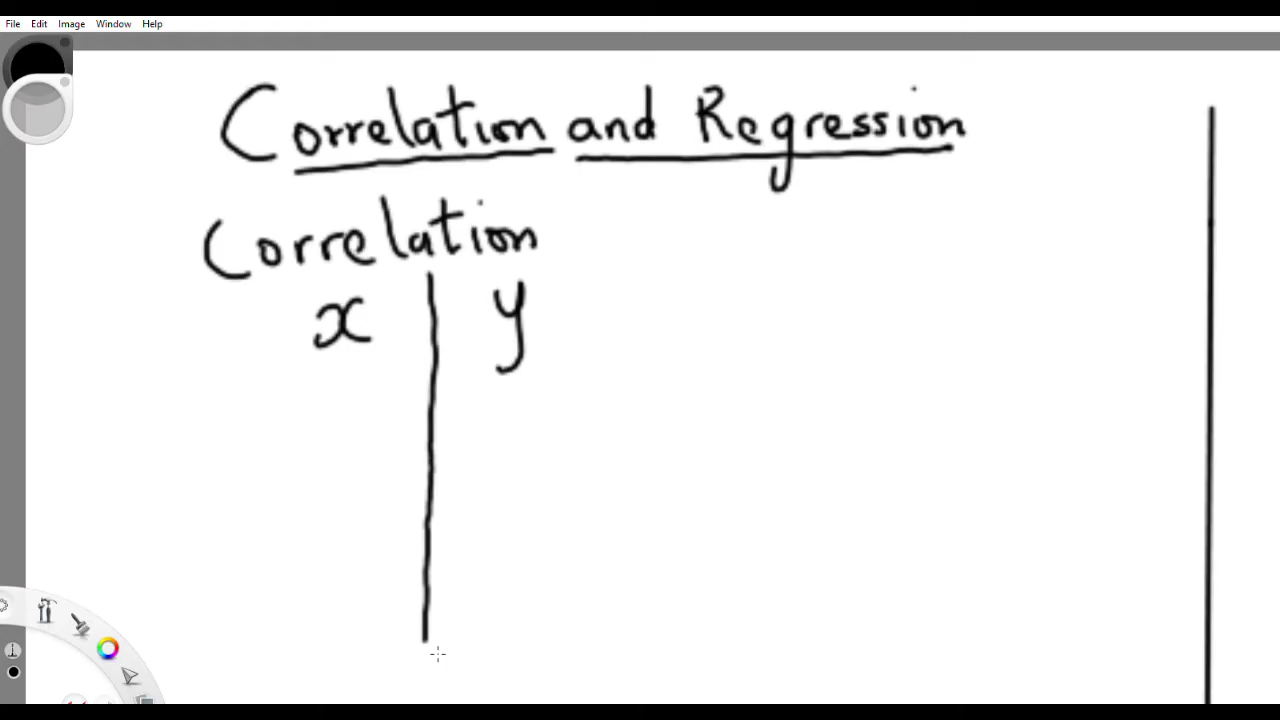 File Edit Image Window Help
Correlation and Regression
Correlation
x y